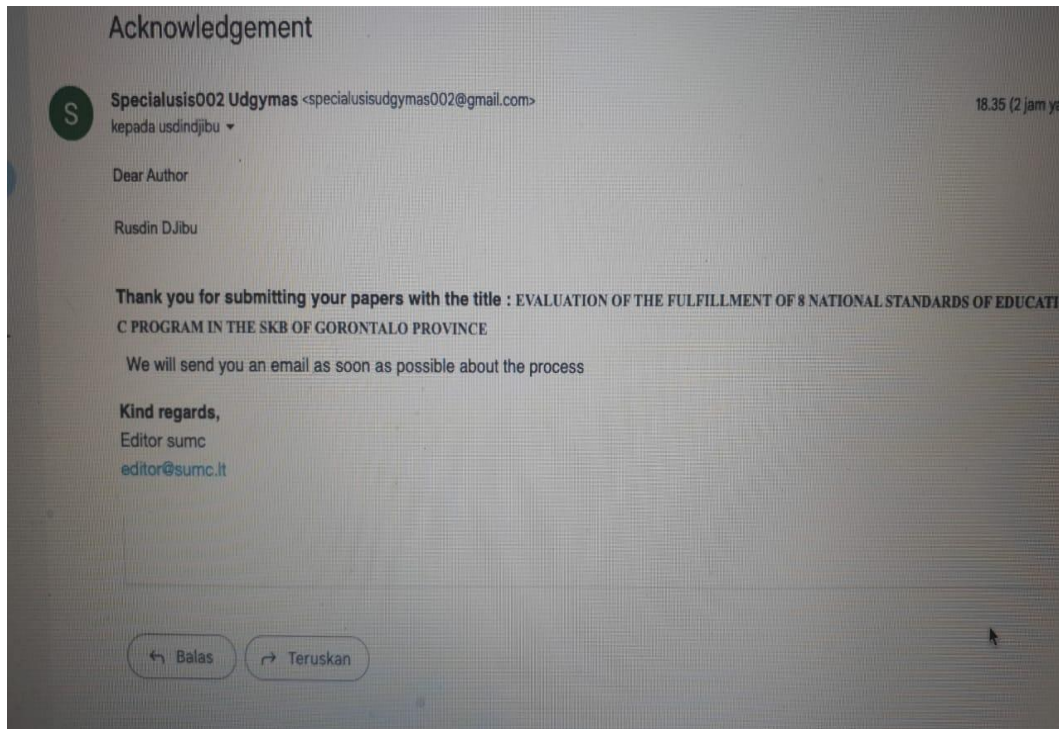 Acknowledgement
S
Specialusis002 Udgymas <specialusisudgymas002@gmail.com>
18.35 (2 jam ya
kepada usdindjibu
Dear Author
Rusdin DJibu
Thank you for submitting your papers with the title : EVALUATION OF THE FULFILLMENT OF 8 NATIONAL STANDARDS OF EDUCATI
C PROGRAM IN THE SKB OF GORONTALO PROVINCE
We will send you an email as soon as possible about the process
Kind regards,
Editor sumc
editor@sumc.lt
Balas
Teruskan